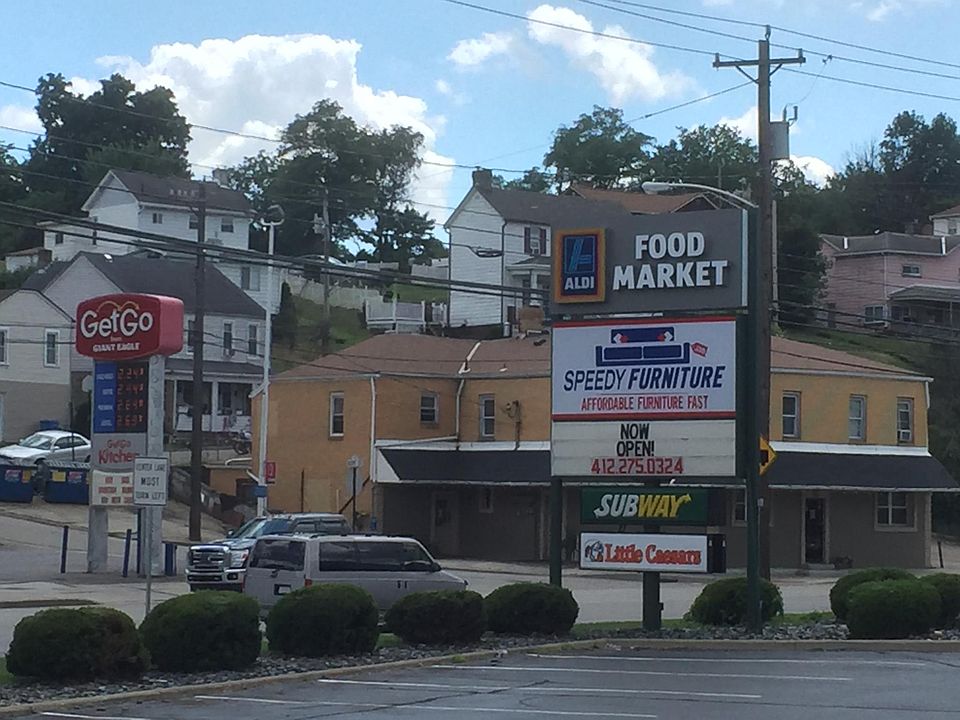 GetGo
from
GIANT EAGLE
GetGo
Kitchen
CENTER LANE
MUST
TURN LEFT
ALDI
FOOD
MARKET
SPEEDY FURNITURE
AFFORDABLE FURNITURE FAST
NOW
OPEN!
412.275.0324
SUBWAY
Little Caesars